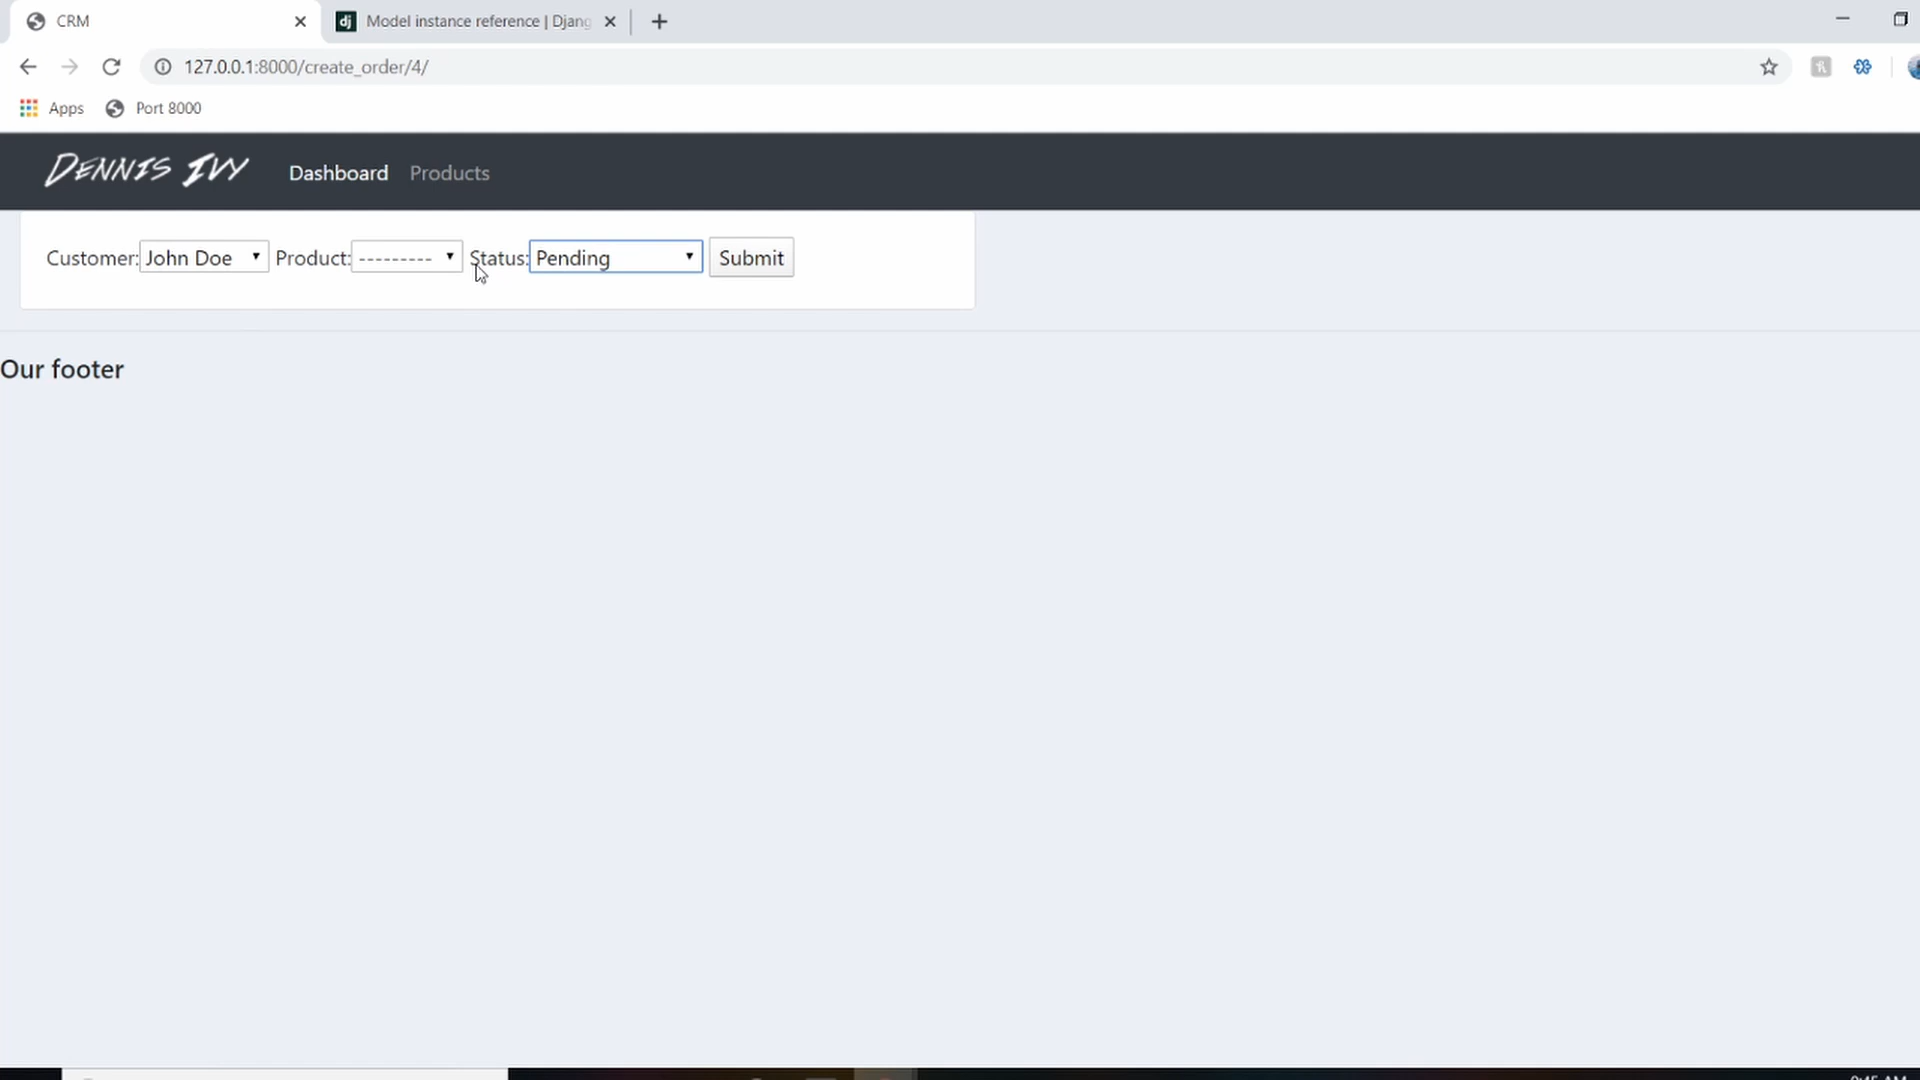 CRM
Model instance reference | Djang
127.0.0.1:8000/create_order/4/
Apps
Port 8000
DENNIS IVY
Dashboard
Products
Customer: John Doe Product: --------- Status: Pending Submit
Our footer